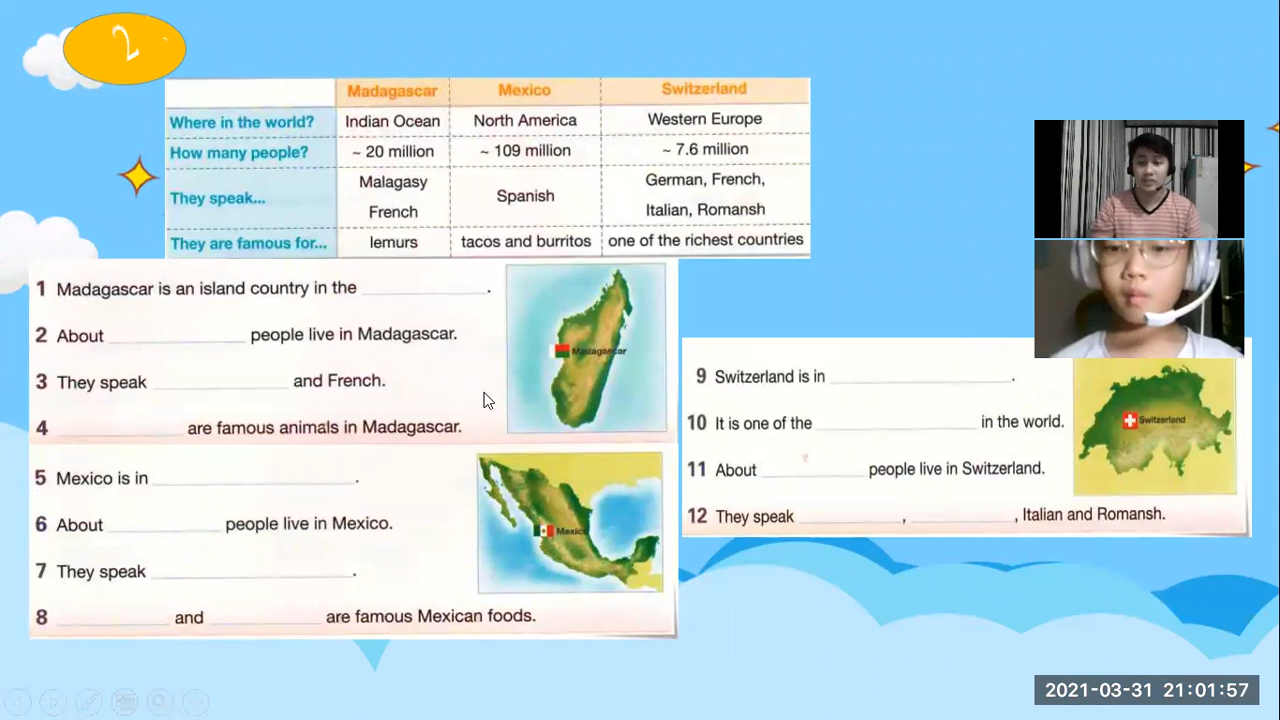 2
Madagascar Mexico Switzerland
Where in the world? Indian Ocean North America Western Europe
How many people? ~ 20 million ~ 109 million ~ 7.6 million
They speak... Malagasy French Spanish German, French, Italian, Romansh
They are famous for... lemurs tacos and burritos one of the richest countries
1 Madagascar is an island country in the ____________.
2 About ____________ people live in Madagascar.
3 They speak ____________ and French.
4 ____________ are famous animals in Madagascar.
Madagascar
5 Mexico is in ____________.
6 About ____________ people live in Mexico.
7 They speak ____________.
8 ____________ and ____________ are famous Mexican foods.
Mexico
9 Switzerland is in ____________.
10 It is one of the ____________ in the world.
11 About ____________ people live in Switzerland.
12 They speak ____________, ____________, Italian and Romansh.
Switzerland
2021-03-31 21:01:57